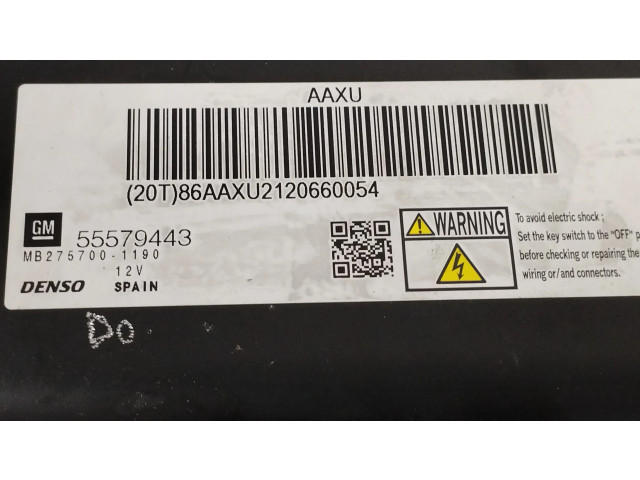 AAXU
(20T)86AAXU2120660054
GM 55579443
MB275700-1190
12V
DENSO SPAIN
WARNING
To avoid electric shock ;
Set the key switch to the "OFF" p
before checking or repairing the
wiring or/and connectors.
Do